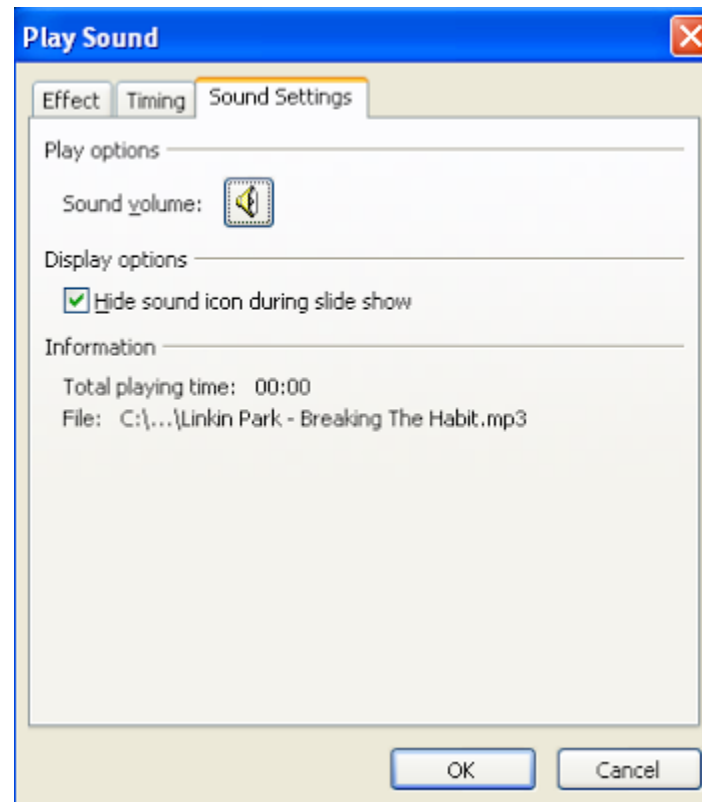 Play Sound
Effect Timing Sound Settings
Play options
Sound volume:
Display options
Hide sound icon during slide show
Information
Total playing time: 00:00
File: C:\...\Linkin Park - Breaking The Habit.mp3
OK Cancel